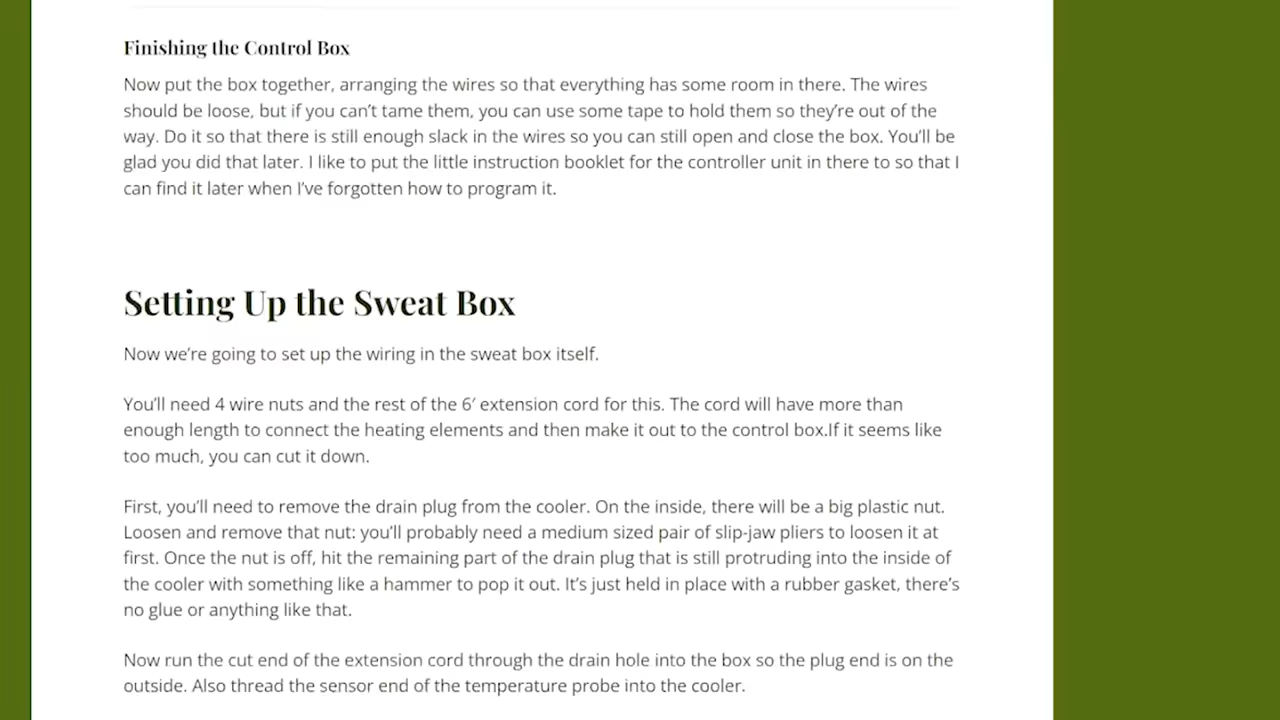 Finishing the Control Box
Now put the box together, arranging the wires so that everything has some room in there. The wires
should be loose, but if you can’t tame them, you can use some tape to hold them so they’re out of the
way. Do it so that there is still enough slack in the wires so you can still open and close the box. You’ll be
glad you did that later. I like to put the little instruction booklet for the controller unit in there to so that I
can find it later when I’ve forgotten how to program it.
Setting Up the Sweat Box
Now we’re going to set up the wiring in the sweat box itself.
You’ll need 4 wire nuts and the rest of the 6′ extension cord for this. The cord will have more than
enough length to connect the heating elements and then make it out to the control box.If it seems like
too much, you can cut it down.
First, you’ll need to remove the drain plug from the cooler. On the inside, there will be a big plastic nut.
Loosen and remove that nut: you’ll probably need a medium sized pair of slip-jaw pliers to loosen it at
first. Once the nut is off, hit the remaining part of the drain plug that is still protruding into the inside of
the cooler with something like a hammer to pop it out. It’s just held in place with a rubber gasket, there’s
no glue or anything like that.
Now run the cut end of the extension cord through the drain hole into the box so the plug end is on the
outside. Also thread the sensor end of the temperature probe into the cooler.